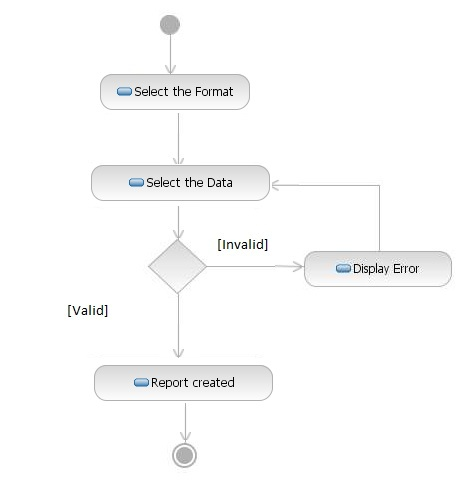 Select the Format
Select the Data
[Invalid]
Display Error
[Valid]
Report created